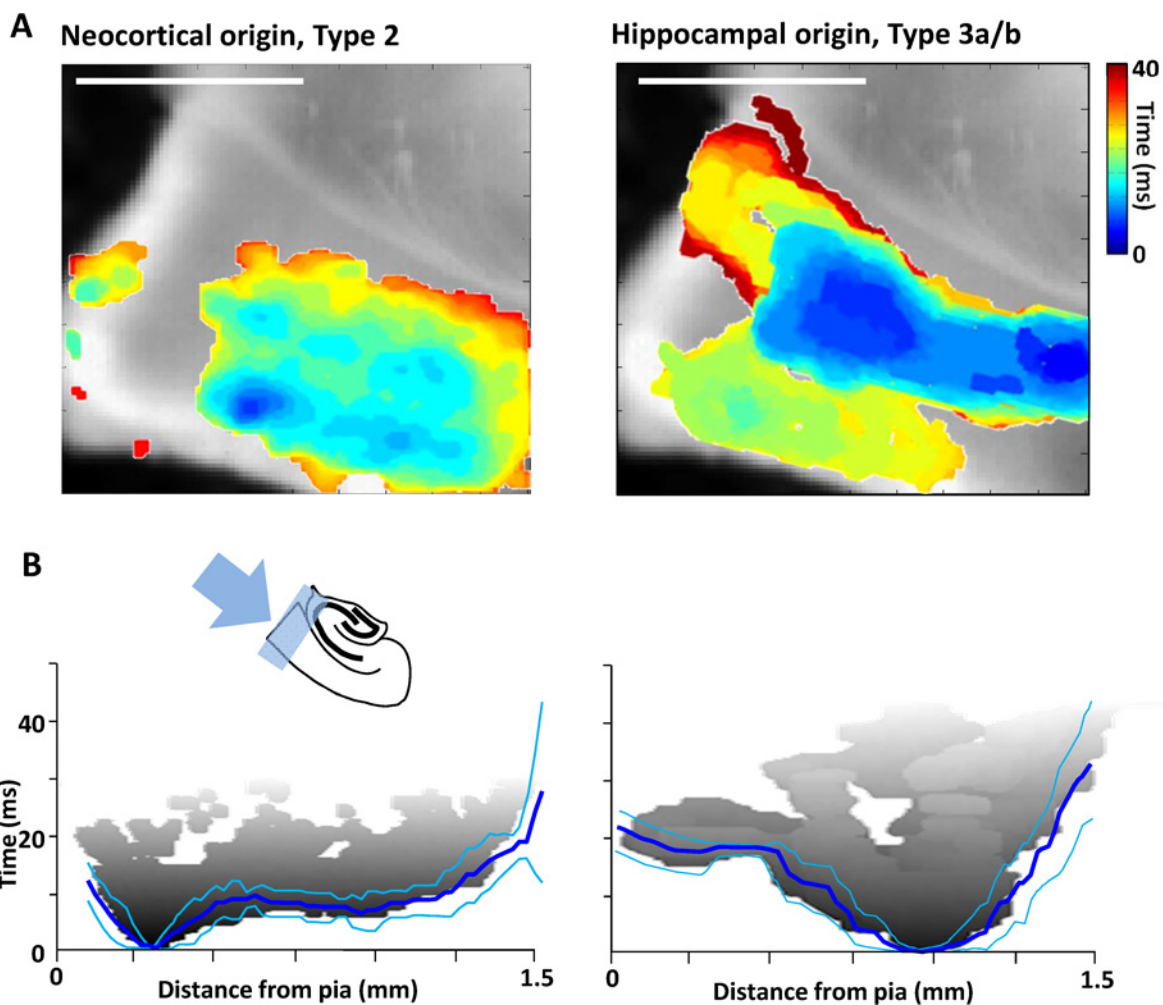 A
Neocortical origin, Type 2
Hippocampal origin, Type 3a/b
40
Time (ms)
0
B
40
20
0
Time (ms)
0
1.5
Distance from pia (mm)
0
1.5
Distance from pia (mm)